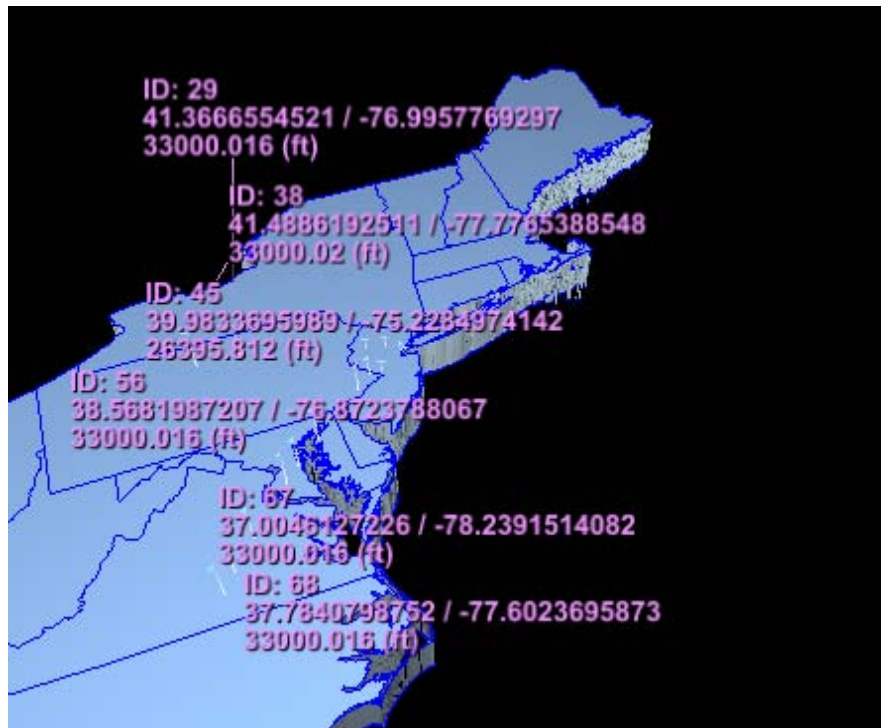 ID: 29
41.3666554521 / -76.9957769297
33000.016 (ft)
ID: 38
41.4886192511 / -77.7765388548
33000.02 (ft)
ID: 45
39.9833695989 / -75.2284974142
26395.812 (ft)
ID: 56
38.5681987207 / -76.8723788067
33000.016 (ft)
ID: 67
37.0046127226 / -78.2391514082
33000.016 (ft)
ID: 68
37.7840798752 / -77.6023695873
33000.016 (ft)